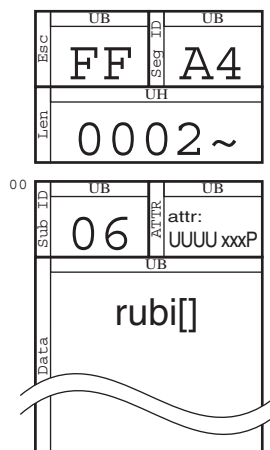 UB UB
Esc FF Seg ID A4
UH
Len 0002~
00 UB UB
Sub ID 06 ATTR attr:
UUUU xxxP
UB
Data rubi[]